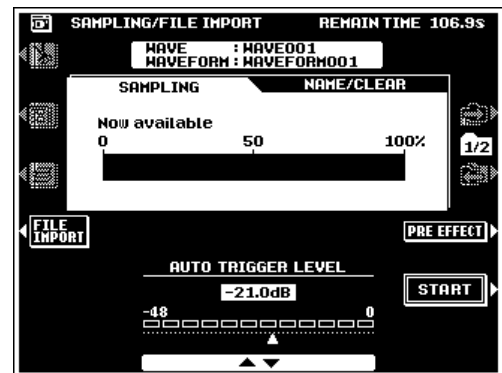 SAMPLING/FILE IMPORT REMAIN TIME 106.9s
WAVE :WAVE001
WAVEFORM:WAVEFORM001
SAMPLING NAME/CLEAR
Now available
0 50 100%
1/2
FILE
IMPORT
PRE EFFECT
AUTO TRIGGER LEVEL
-21.0dB
START
-48 0